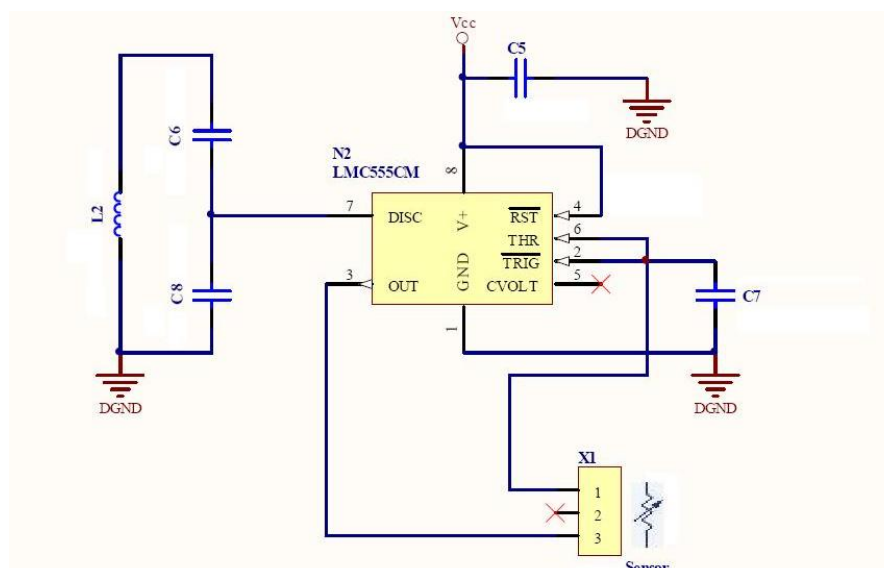 Vcc
C5
DGND
C6
N2
LMC555CM
8
L2
7
DISC
V+
RST
4
THR
6
TRIG
2
3
OUT
GND
CVOLT
5
C8
C7
1
DGND
DGND
X1
1
2
3
Sensor